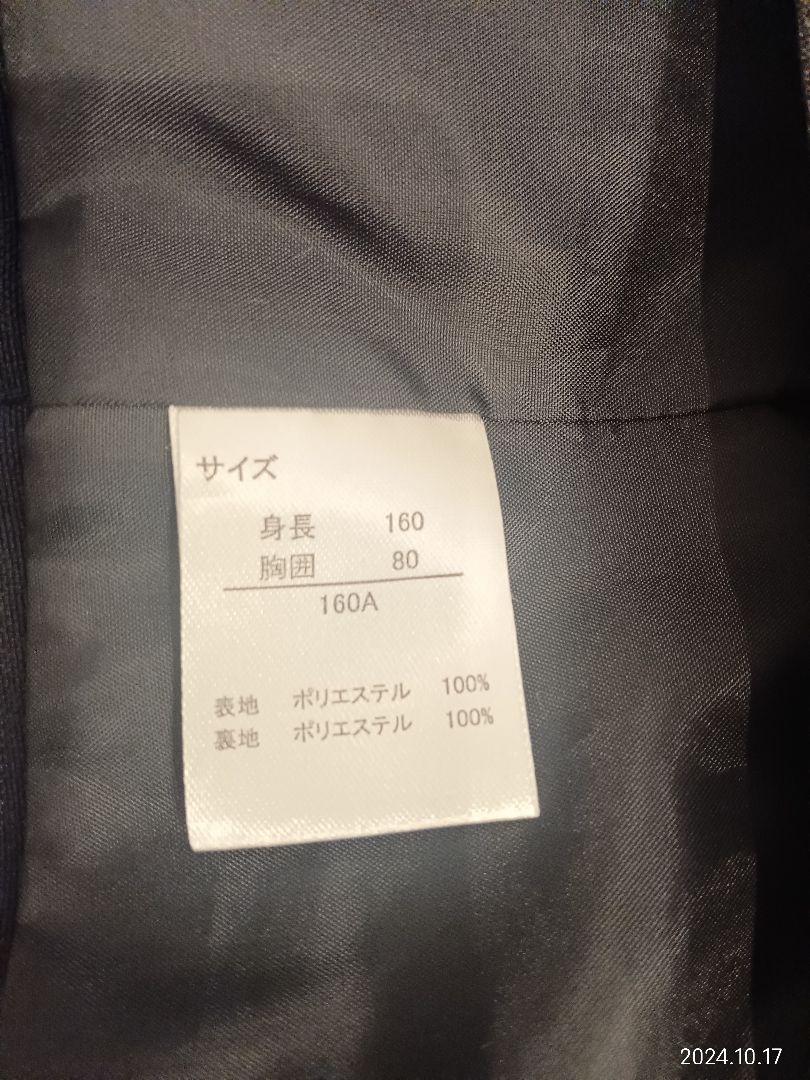 サイズ
身長 160
胸囲 80
160A
表地 ポリエステル 100%
裏地 ポリエステル 100%
2024.10.17